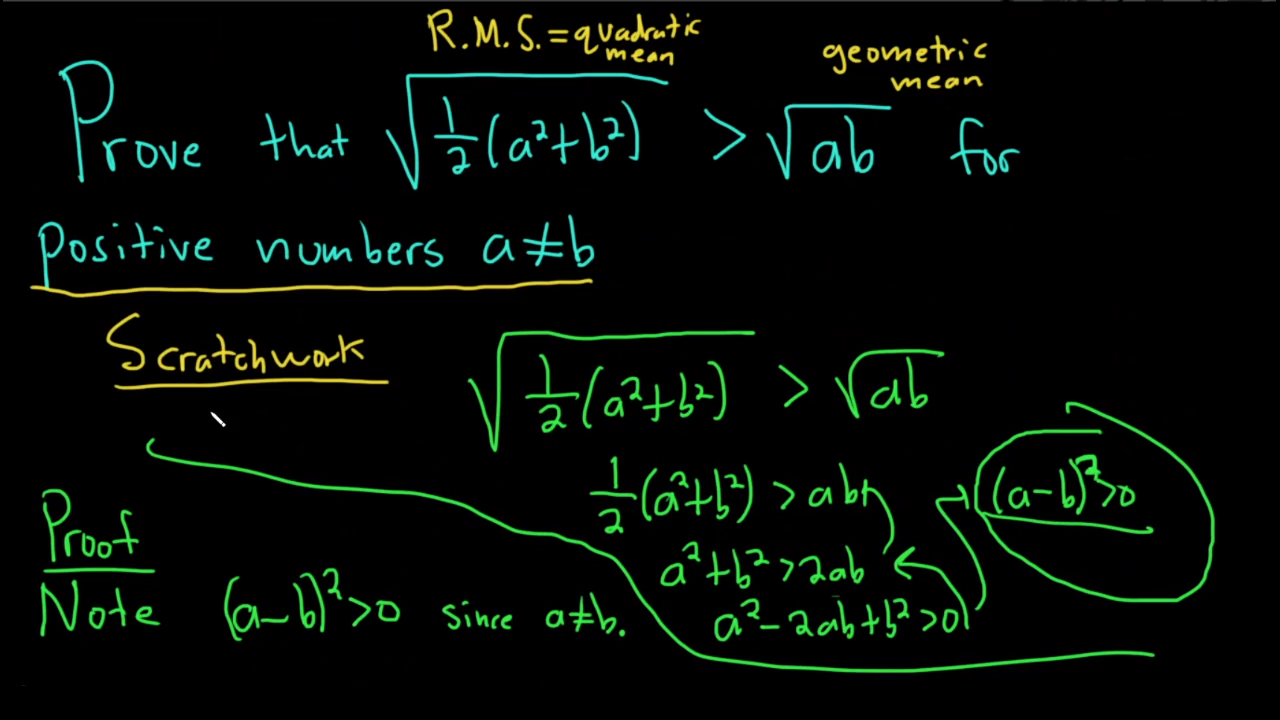 R.M.S. = quadratic mean
geometric mean
Prove that √(1/2(a²+b²)) > √ab for
positive numbers a≠b
Scratchwork
√(1/2(a²+b²)) > √ab
1/2(a²+b²) > ab
(a-b)²>0
a²+b²>2ab
a²-2ab+b²>0
Proof
Note (a-b)²>0 since a≠b.